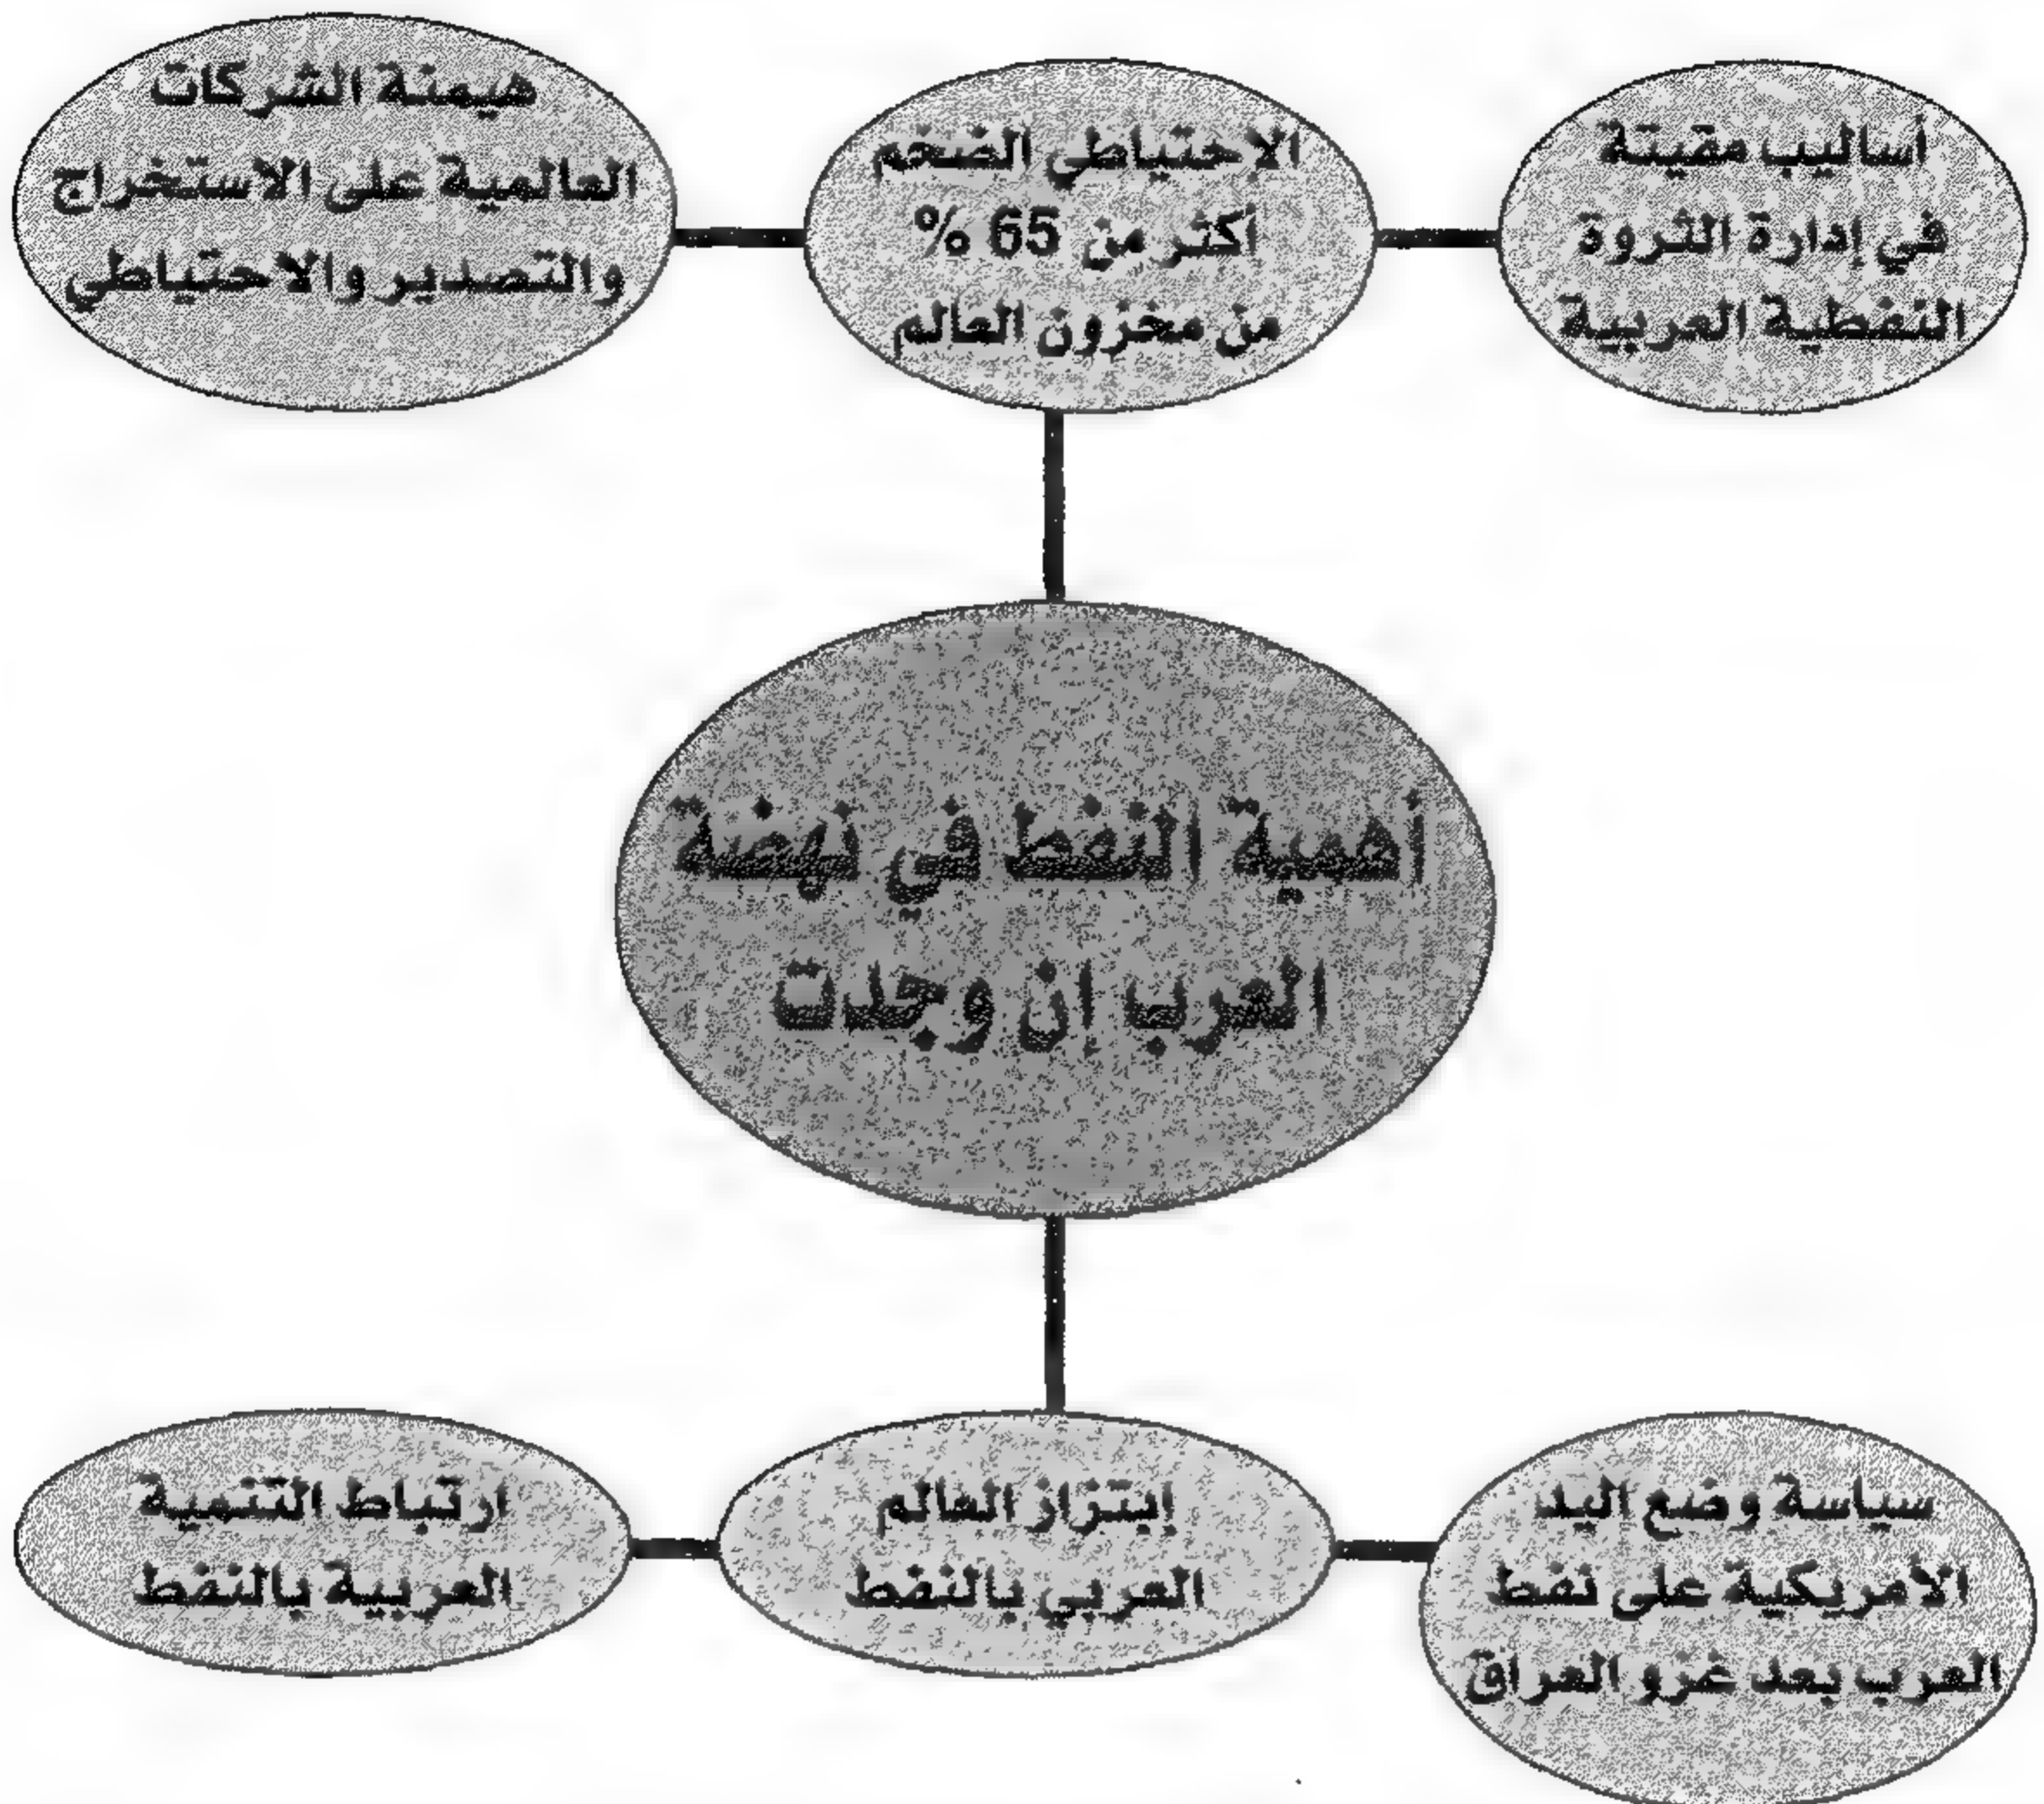 أساليب مقيتة
في إدارة الثروة
النفطية العربية
الاحتياطي الضخم
أكثر من 65 %
من مخزون العالم
هيمنة الشركات
العالمية على الاستخراج
والتصدير والاحتياطي
أهمية النفط في نهضة
العرب إن وجدت
سياسة وضع اليد
الأمريكية على نفط
العرب بعد غزو العراق
إبتزاز العالم
العربي بالنفط
ارتباط التنمية
العربية بالنفط